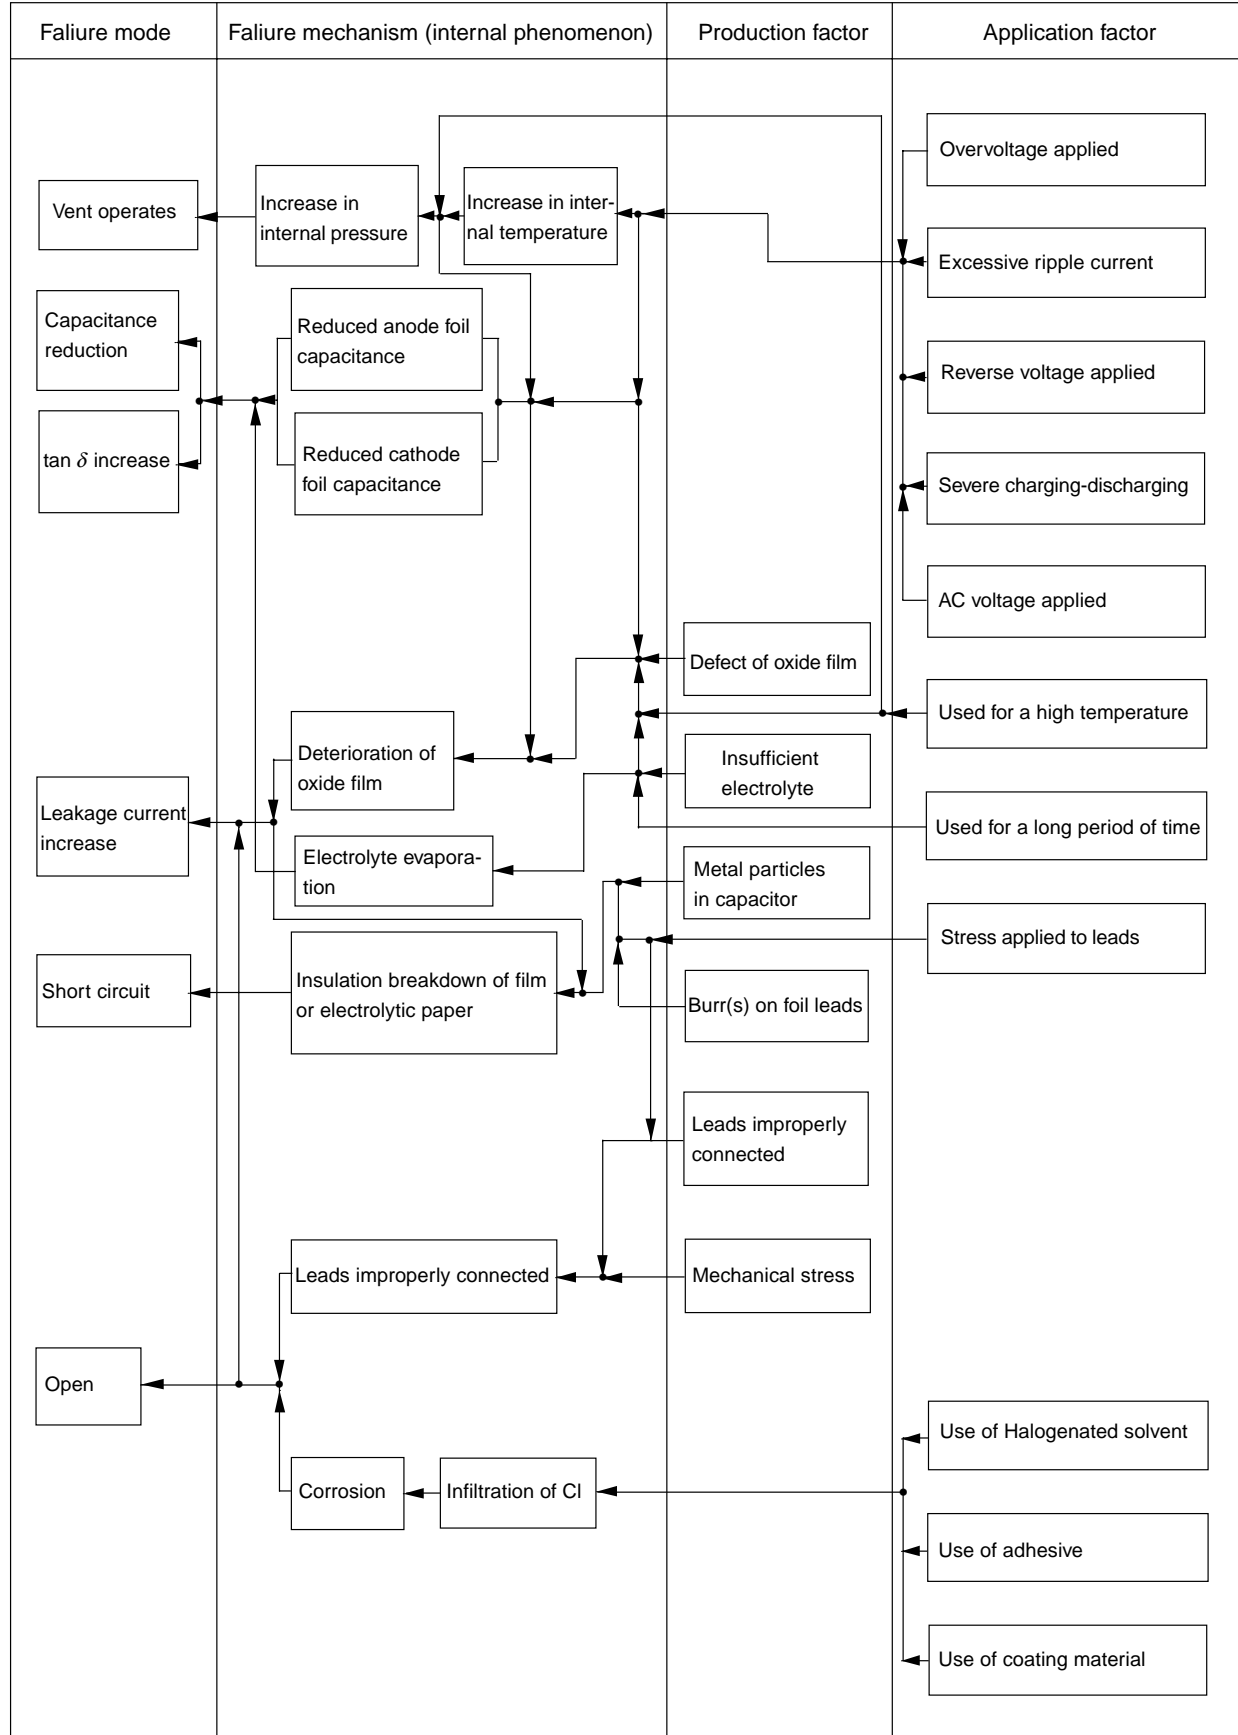 Faliure mode
Faliure mechanism (internal phenomenon)
Production factor
Application factor
Overvoltage applied
Vent operates
Increase in
internal pressure
Increase in inter-
nal temperature
Excessive ripple current
Capacitance
reduction
Reduced anode foil
capacitance
Reverse voltage applied
tan δ increase
Reduced cathode
foil capacitance
Severe charging-discharging
AC voltage applied
Defect of oxide film
Used for a high temperature
Deterioration of
oxide film
Insufficient
electrolyte
Leakage current
increase
Used for a long period of time
Electrolyte evapora-
tion
Metal particles
in capacitor
Stress applied to leads
Short circuit
Insulation breakdown of film
or electrolytic paper
Burr(s) on foil leads
Leads improperly
connected
Leads improperly connected
Mechanical stress
Open
Use of Halogenated solvent
Corrosion
Infiltration of Cl
Use of adhesive
Use of coating material